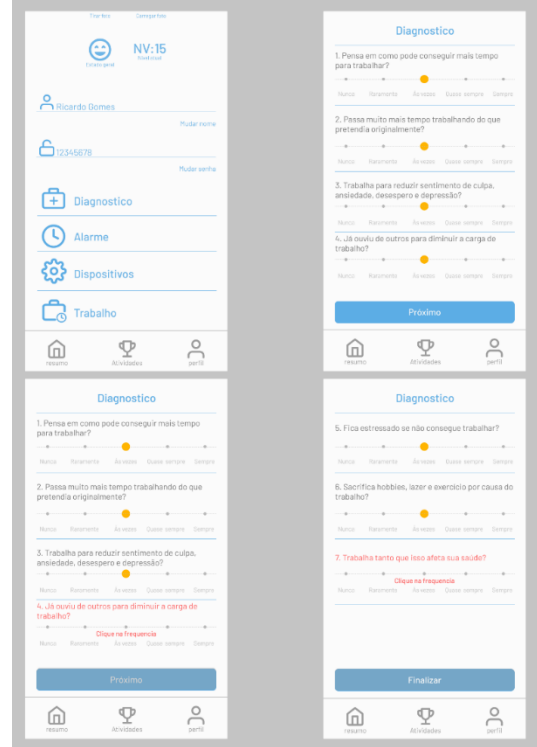 Diagnostico
NV:15
Estado geral
Nível atual
Ricardo Gomes
Mudar nome
12345678
Mudar senha
Diagnostico
Alarme
Dispositivos
Trabalho
resumo Atividades perfil
1. Pensa em como pode conseguir mais tempo
para trabalhar?
Nunca Raramente Às vezes Quase sempre Sempre
2. Passa muito mais tempo trabalhando do que
pretendia originalmente?
Nunca Raramente Às vezes Quase sempre Sempre
3. Trabalha para reduzir sentimento de culpa,
ansiedade, desespero e depressão?
Nunca Raramente Às vezes Quase sempre Sempre
4. Já ouviu de outros para diminuir a carga de
trabalho?
Nunca Raramente Às vezes Quase sempre Sempre
Próximo
resumo Atividades perfil
Diagnostico
1. Pensa em como pode conseguir mais tempo
para trabalhar?
Nunca Raramente Às vezes Quase sempre Sempre
2. Passa muito mais tempo trabalhando do que
pretendia originalmente?
Nunca Raramente Às vezes Quase sempre Sempre
3. Trabalha para reduzir sentimento de culpa,
ansiedade, desespero e depressão?
Nunca Raramente Às vezes Quase sempre Sempre
4. Já ouviu de outros para diminuir a carga de
trabalho?
Clique na frequencia
Nunca Raramente Às vezes Quase sempre Sempre
Próximo
resumo Atividades perfil
Diagnostico
5. Fica estressado se não consegue trabalhar?
Nunca Raramente Às vezes Quase sempre Sempre
6. Sacrifica hobbies, lazer e exercício por causa do
trabalho?
Nunca Raramente Às vezes Quase sempre Sempre
7. Trabalha tanto que isso afeta sua saúde?
Clique na frequencia
Nunca Raramente Às vezes Quase sempre Sempre
Finalizar
resumo Atividades perfil